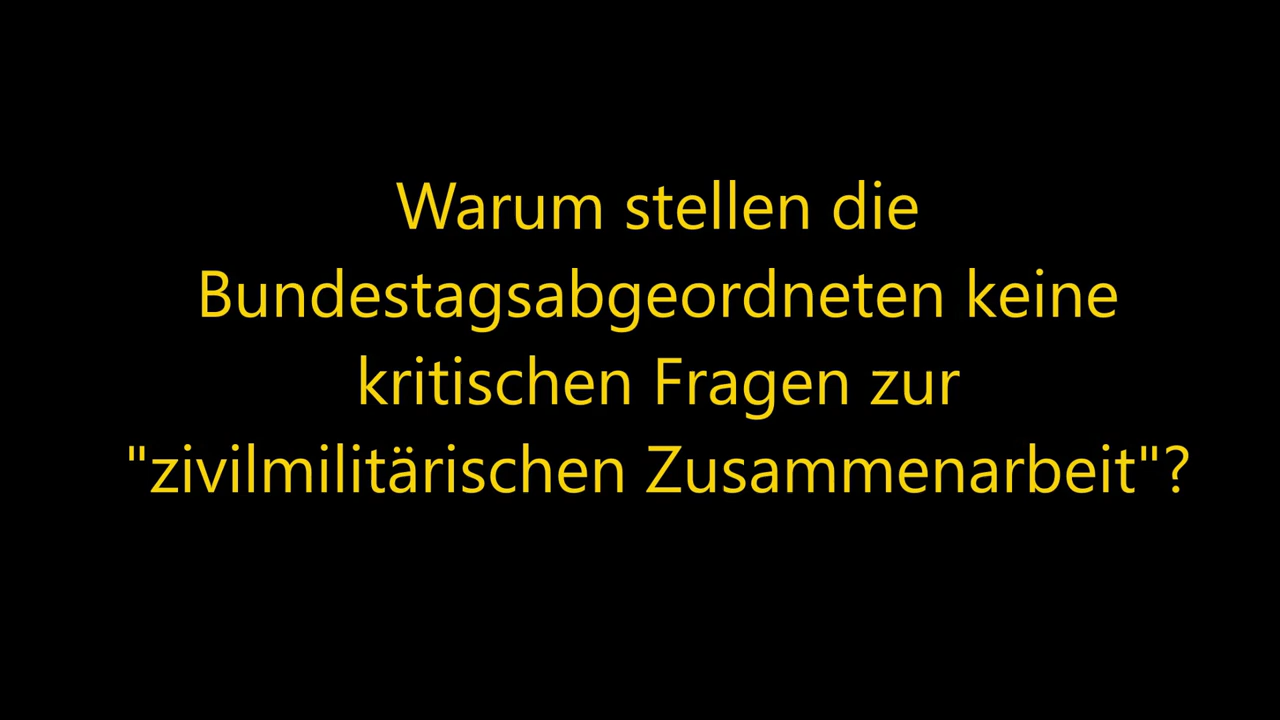 Warum stellen die
Bundestagsabgeordneten keine
kritischen Fragen zur
"zivilmilitärischen Zusammenarbeit"?